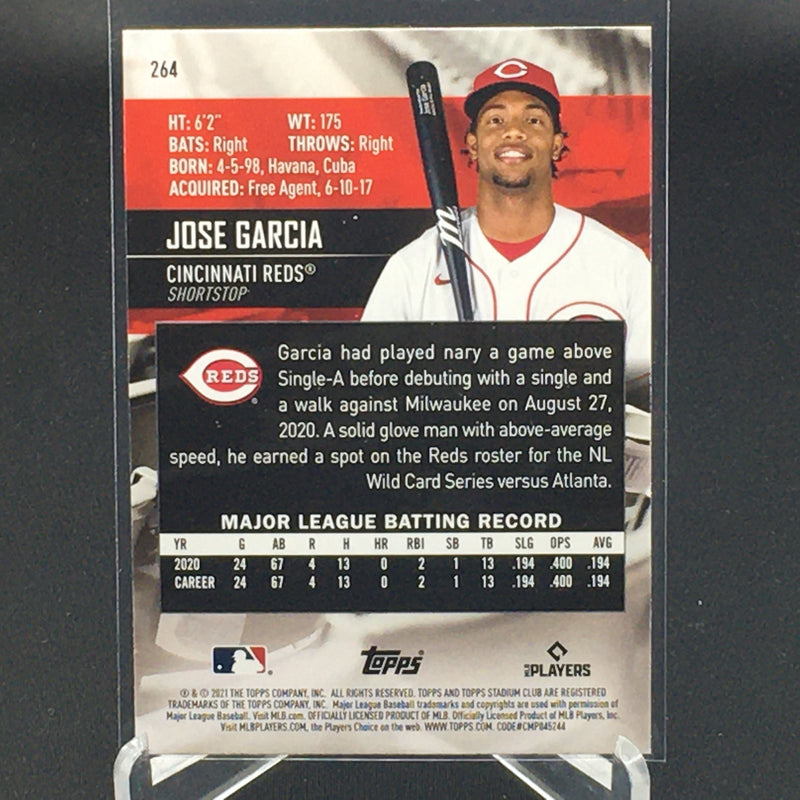 264
HT: 6'2" WT: 175
BATS: Right THROWS: Right
BORN: 4-5-98, Havana, Cuba
ACQUIRED: Free Agent, 6-10-17
JOSE GARCIA
CINCINNATI REDS®
SHORTSTOP
REDS
Garcia had played nary a game above
Single-A before debuting with a single and
a walk against Milwaukee on August 27,
2020. A solid glove man with above-average
speed, he earned a spot on the Reds roster for the NL
Wild Card Series versus Atlanta.
MAJOR LEAGUE BATTING RECORD
YR G AB R H HR RBI SB TB SLG OPS AVG
2020 24 67 4 13 0 2 1 13 .194 .400 .194
CAREER 24 67 4 13 0 2 1 13 .194 .400 .194
Topps
MLB PLAYERS
® & © 2021 THE TOPPS COMPANY, INC. ALL RIGHTS RESERVED. TOPPS AND TOPPS STADIUM CLUB ARE REGISTERED
TRADEMARKS OF THE TOPPS COMPANY, INC. Major League Baseball trademarks and copyrights are used with permission of
Major League Baseball. Visit MLB.com. OFFICIALLY LICENSED PRODUCT OF MLB. Officially Licensed Product of MLB Players, Inc.
Visit MLBPLAYERS.COM, the Players Choice on the web. WWW.TOPPS.COM. CODE#CMP045244